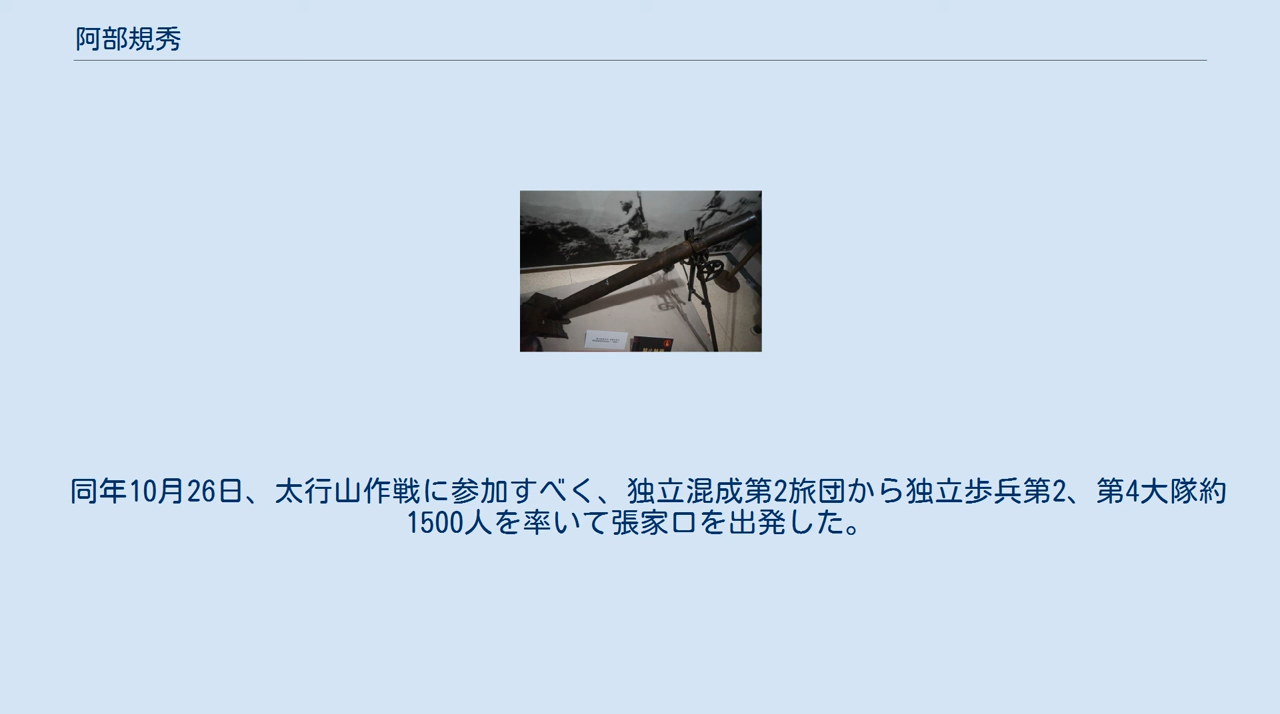 阿部規秀
同年10月26日、太行山作戦に参加すべく、独立混成第2旅団から独立歩兵第2、第4大隊約
1500人を率いて張家口を出発した。